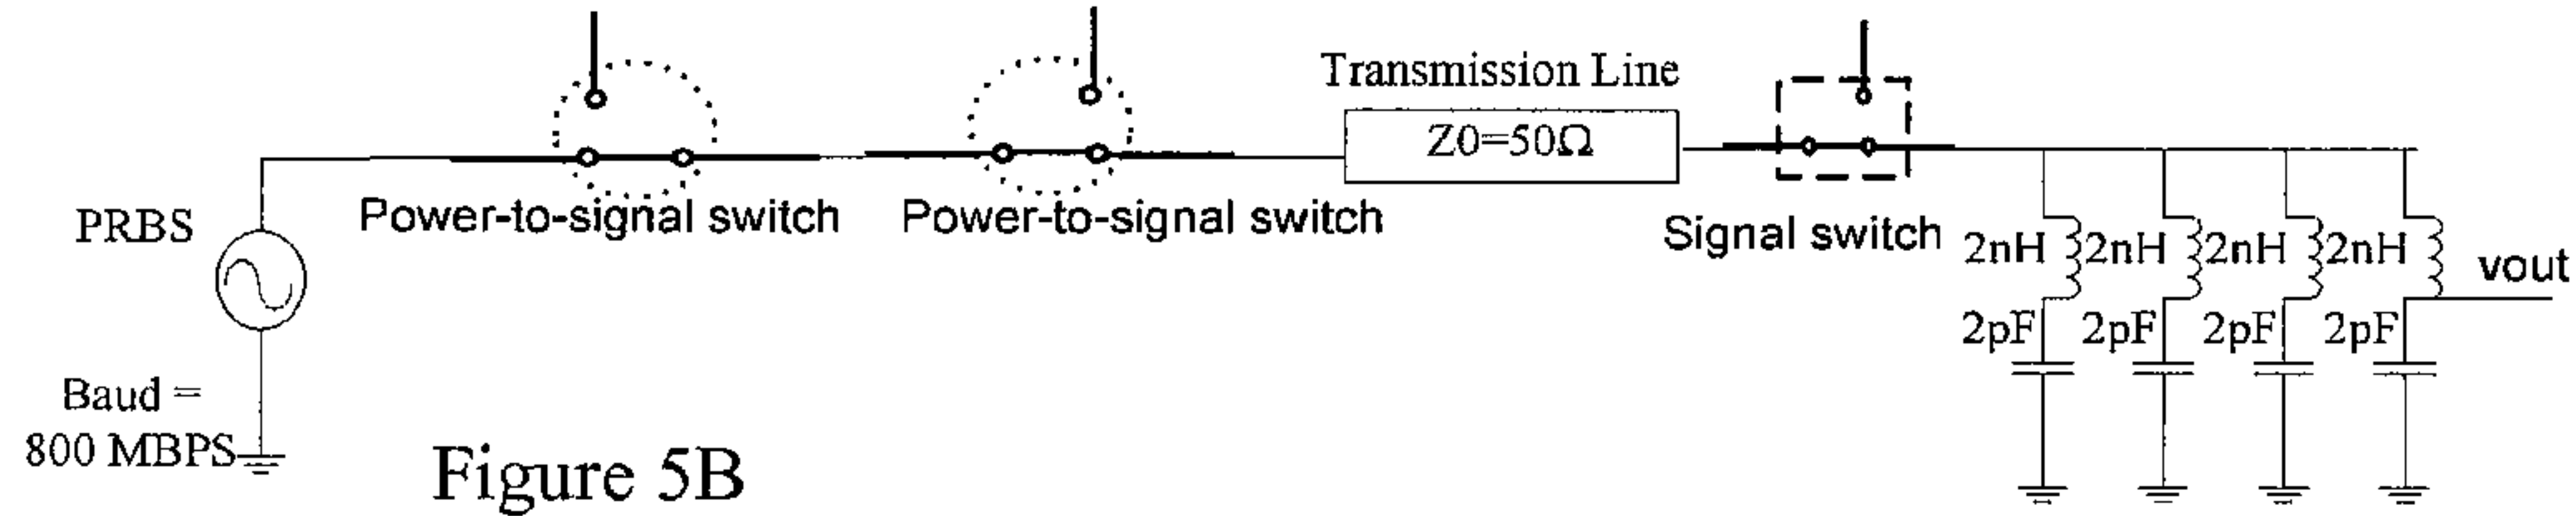 Transmission Line
Z0=50Ω
PRBS
Power-to-signal switch
Power-to-signal switch
Signal switch
2nH 2nH 2nH 2nH
vout
2pF 2pF 2pF 2pF
Baud =
800 MBPS
Figure 5B